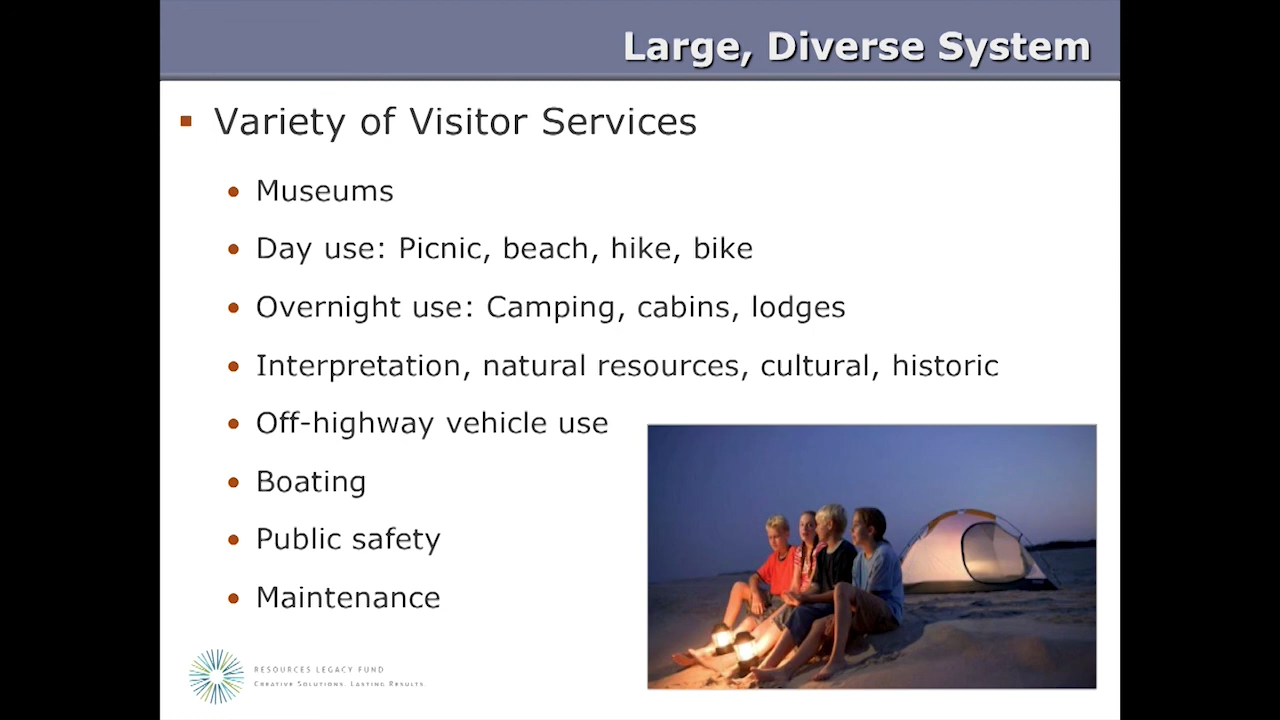 Large, Diverse System
Variety of Visitor Services
Museums
Day use: Picnic, beach, hike, bike
Overnight use: Camping, cabins, lodges
Interpretation, natural resources, cultural, historic
Off-highway vehicle use
Boating
Public safety
Maintenance
RESOURCES LEGACY FUND
CREATIVE SOLUTIONS. LASTING RESULTS.